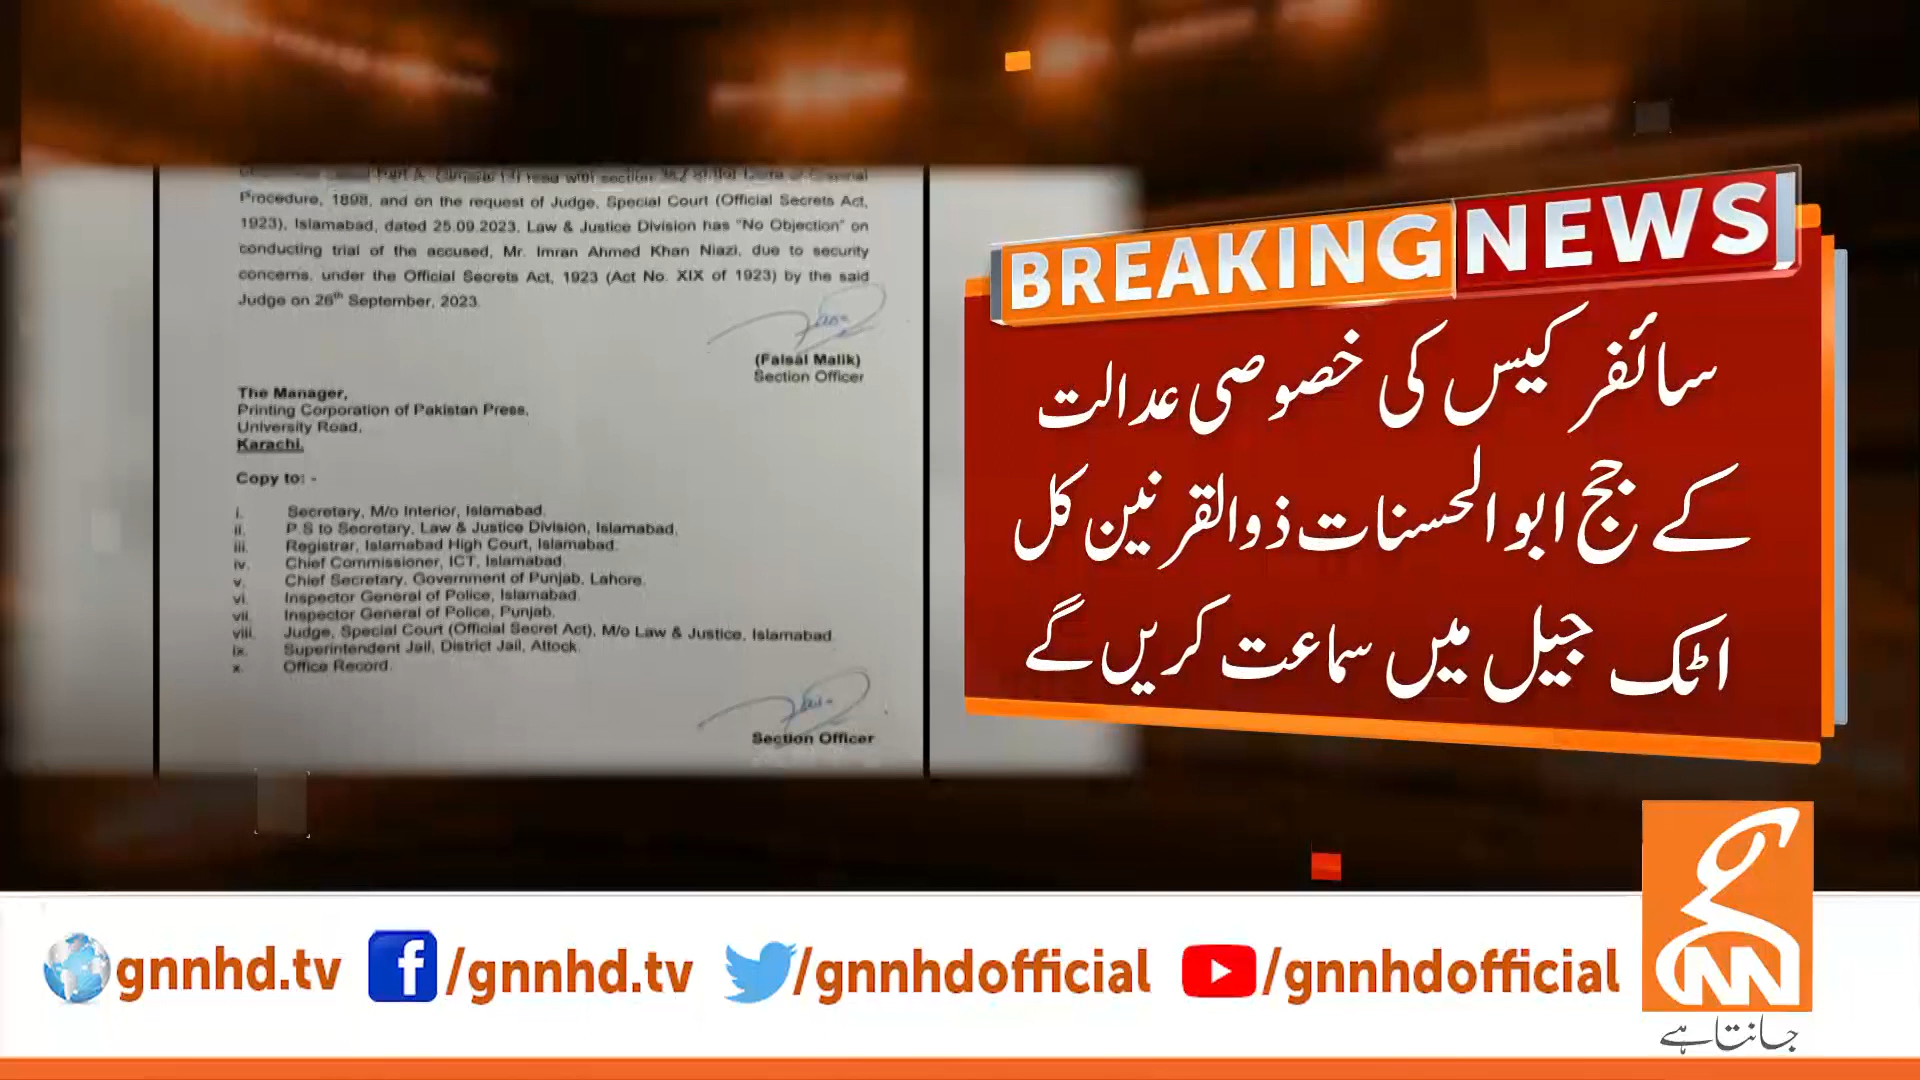 Procedure, 1898, and on the request of Judge, Special Court (Official Secrets Act,
1923), Islamabad, dated 25.09.2023, Law & Justice Division has "No Objection" on
conducting trial of the accused, Mr. Imran Ahmed Khan Niazi, due to security
concerns, under the Official Secrets Act, 1923 (Act No. XIX of 1923) by the said
Judge on 26th September, 2023.
(Faisal Malik)
Section Officer
The Manager,
Printing Corporation of Pakistan Press,
University Road,
Karachi.
Copy to: -
i. Secretary, M/o Interior, Islamabad.
ii. P.S to Secretary, Law & Justice Division, Islamabad.
iii. Registrar, Islamabad High Court, Islamabad.
iv. Chief Commissioner, ICT, Islamabad.
v. Chief Secretary, Government of Punjab, Lahore.
vi. Inspector General of Police, Islamabad.
vii. Inspector General of Police, Punjab.
viii. Judge, Special Court (Official Secret Act), M/o Law & Justice, Islamabad.
ix. Superintendent Jail, District Jail, Attock.
x. Office Record.
Section Officer
BREAKING NEWS
سائفر کیس کی خصوصی عدالت
کے جج ابوالحسنات ذوالقرنین کل
اٹک جیل میں سماعت کریں گے
gnnhd.tv /gnnhd.tv /gnnhdofficial /gnnhdofficial
GNN
جانتا ہے